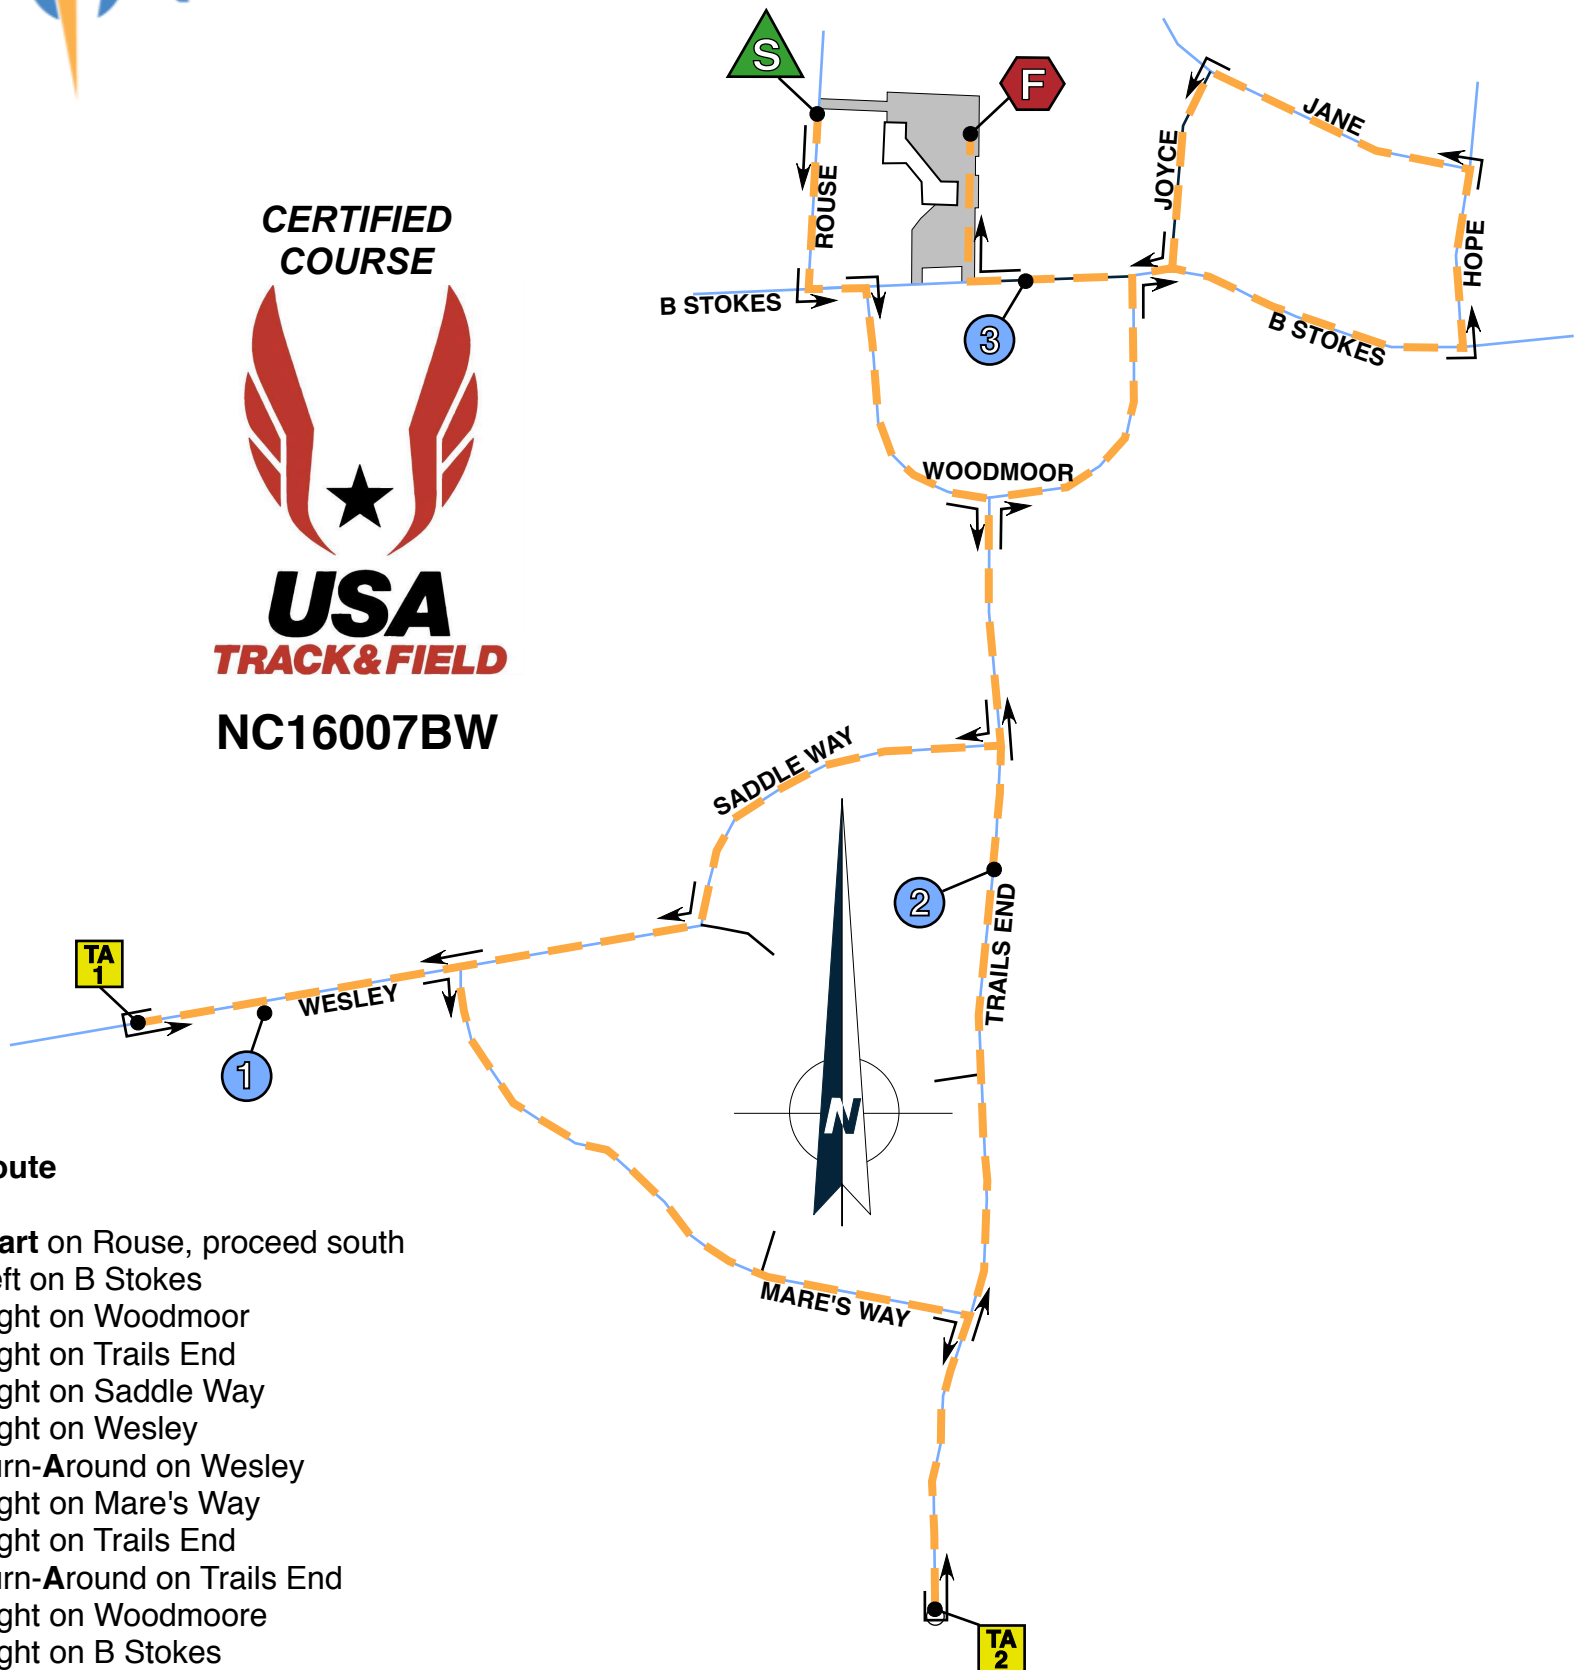 S
F
JANE
JOYCE
ROUSE
HOPE
B STOKES
3
B STOKES
CERTIFIED
COURSE
WOODMOOR
USA
TRACK&FIELD
NC16007BW
SADDLE WAY
2
TRAILS END
TA
1
WESLEY
1
N
MARE'S WAY
oute
art on Rouse, proceed south
eft on B Stokes
ght on Woodmoor
ght on Trails End
ght on Saddle Way
ght on Wesley
urn-Around on Wesley
ght on Mare's Way
ght on Trails End
urn-Around on Trails End
ght on Woodmoore
ght on B Stokes
TA
2